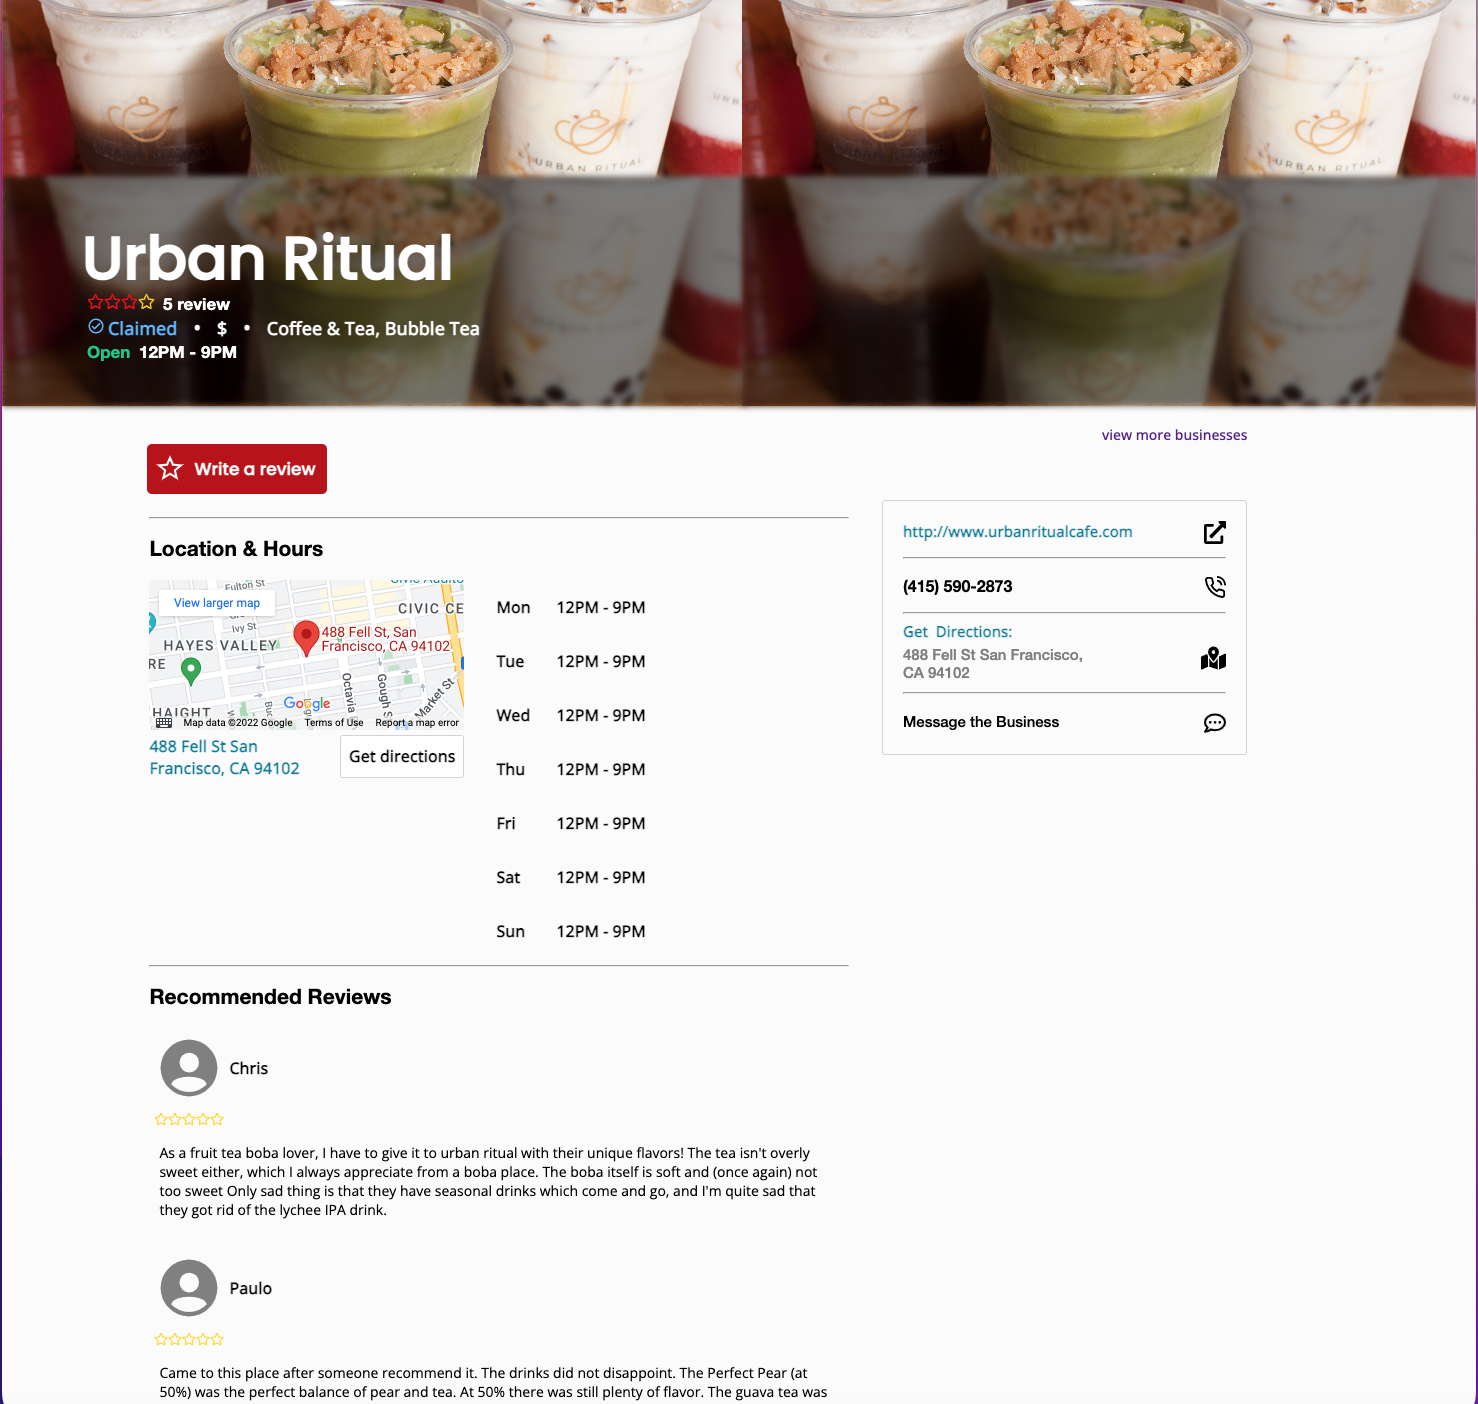 URBAN RITUAL
URBAN RITUAL
Urban Ritual
5 review
Claimed • $ • Coffee & Tea, Bubble Tea
Open 12PM - 9PM
view more businesses
Write a review
http://www.urbanritualcafe.com
(415) 590-2873
Get Directions:
488 Fell St San Francisco,
CA 94102
Message the Business
Location & Hours
Fulton St
View larger map
CIVIC CE
Ivy St
HAYES VALLEY
488 Fell St, San
Francisco, CA 94102
RE
Octavia
Gough S
Market St
HAIGHT
Google
Map data ©2022 Google Terms of Use Report a map error
488 Fell St San
Francisco, CA 94102
Get directions
Mon 12PM - 9PM
Tue 12PM - 9PM
Wed 12PM - 9PM
Thu 12PM - 9PM
Fri 12PM - 9PM
Sat 12PM - 9PM
Sun 12PM - 9PM
Recommended Reviews
Chris
As a fruit tea boba lover, I have to give it to urban ritual with their unique flavors! The tea isn't overly
sweet either, which I always appreciate from a boba place. The boba itself is soft and (once again) not
too sweet Only sad thing is that they have seasonal drinks which come and go, and I'm quite sad that
they got rid of the lychee IPA drink.
Paulo
Came to this place after someone recommend it. The drinks did not disappoint. The Perfect Pear (at
50%) was the perfect balance of pear and tea. At 50% there was still plenty of flavor. The guava tea was